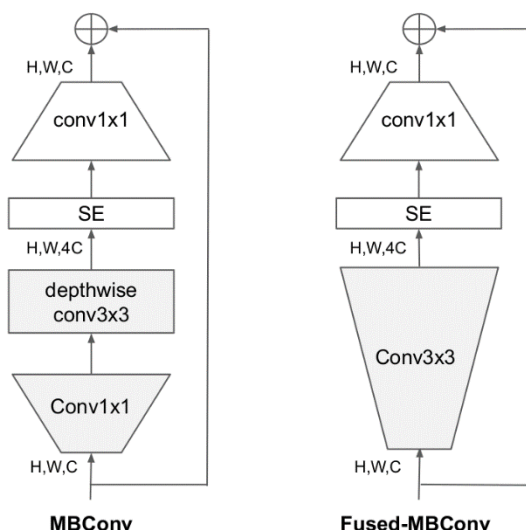 H,W,C
conv1x1
SE
H,W,4C
depthwise
conv3x3
Conv1x1
H,W,C
MBConv
H,W,C
conv1x1
SE
H,W,4C
Conv3x3
H,W,C
Fused-MBConv